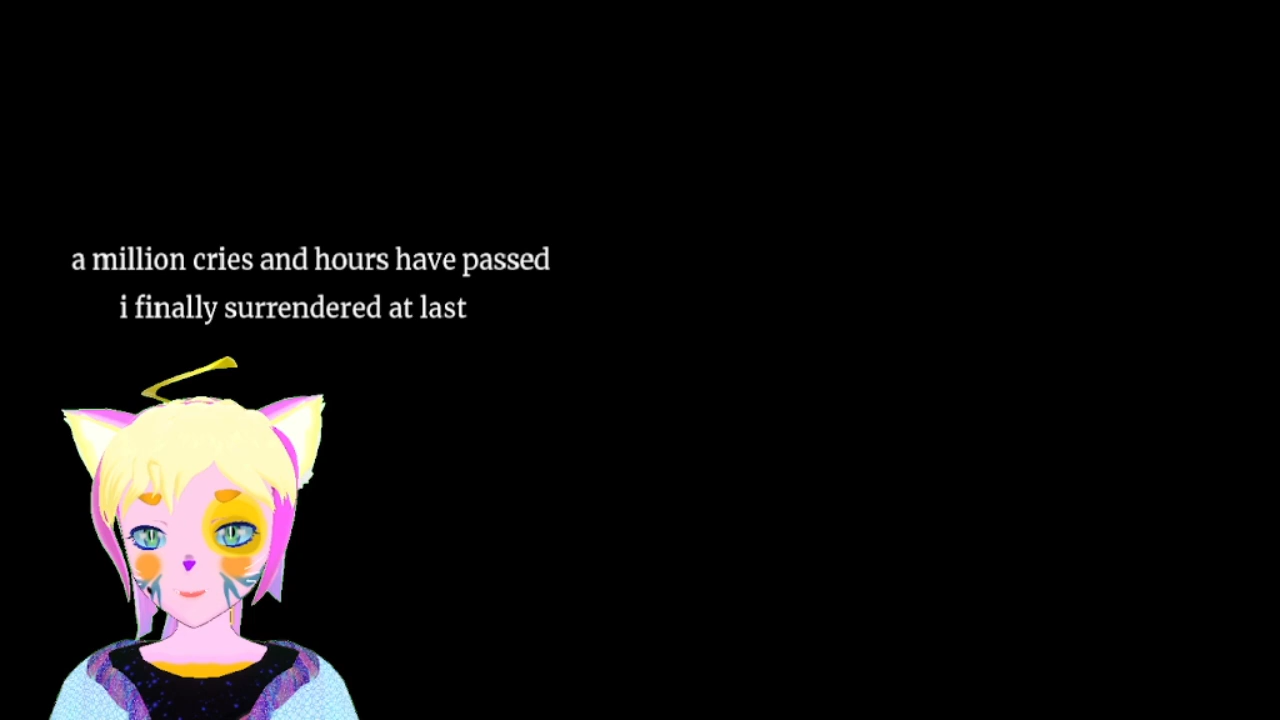 a million cries and hours have passed
i finally surrendered at last